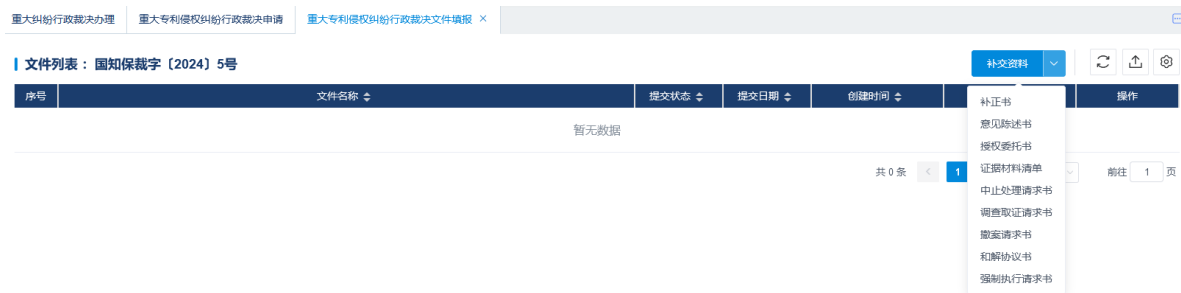 重大纠纷行政裁决办理 重大专利侵权纠纷行政裁决申请 重大专利侵权纠纷行政裁决文件填报 ×
文件列表： 国知保裁字〔2024〕5号 补交资料
序号 文件名称 提交状态 提交日期 创建时间 操作
补正书
暂无数据
意见陈述书
授权委托书
共 0 条 1 证据材料清单 前往 1 页
中止处理请求书
调查取证请求书
撤案请求书
和解协议书
强制执行请求书